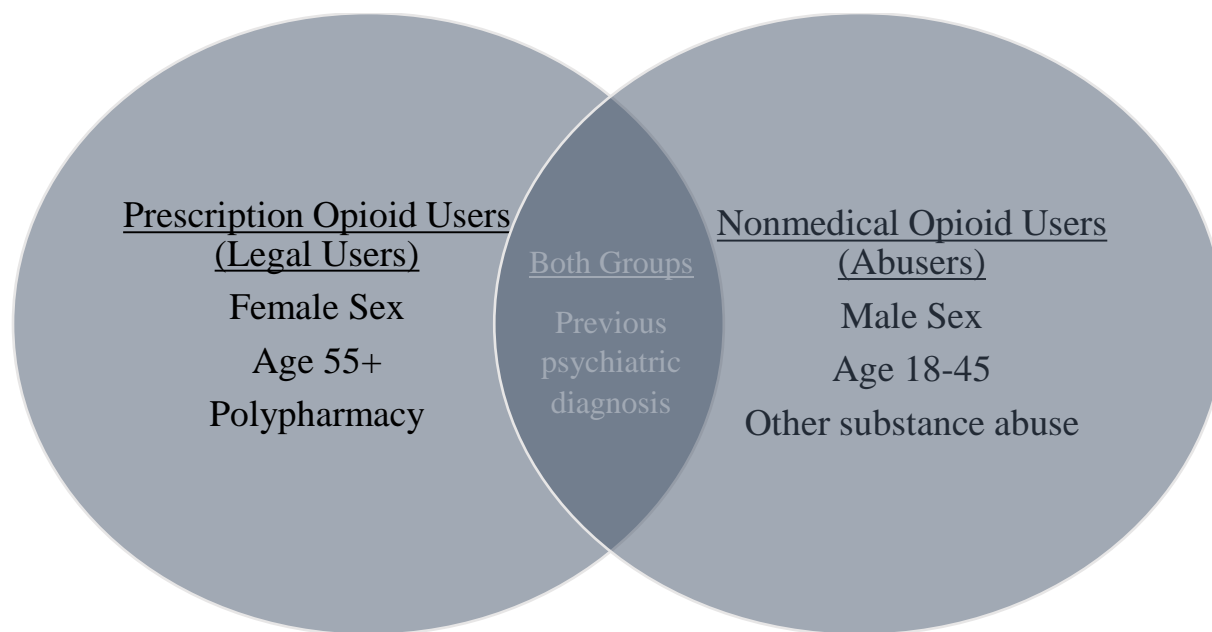 Prescription Opioid Users
(Legal Users)
Female Sex
Age 55+
Polypharmacy
Both Groups
Previous
psychiatric
diagnosis
Nonmedical Opioid Users
(Abusers)
Male Sex
Age 18-45
Other substance abuse